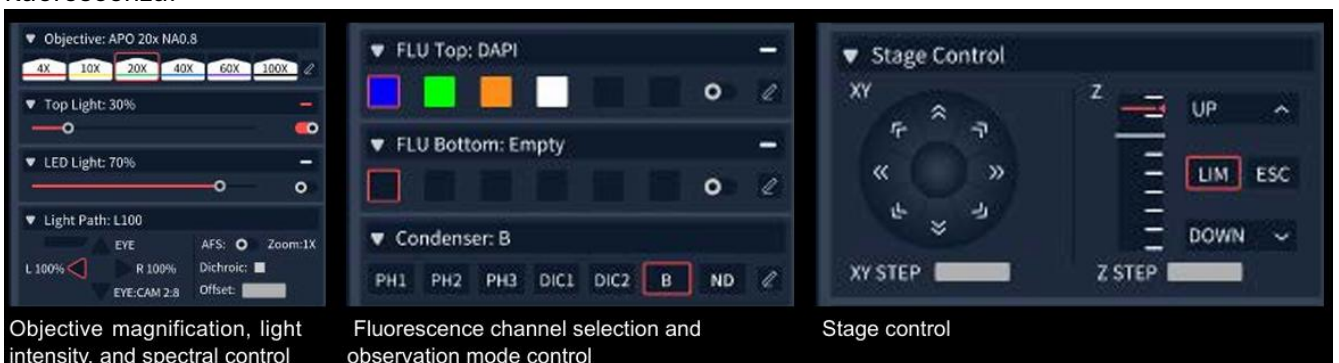 Objective: APO 20x NA0.8
4X 10X 20X 40X 60X 100X
Top Light: 30%
LED Light: 70%
Light Path: L100
EYE
AFS: Zoom:1X
L 100% R 100% Dichroic:
EYE:CAM 2:8 Offset:
FLU Top: DAPI
FLU Bottom: Empty
Condenser: B
PH1 PH2 PH3 DIC1 DIC2 B ND
Stage Control
XY Z
UP
LIM ESC
DOWN
XY STEP Z STEP
Objective magnification, light
intensity, and spectral control
Fluorescence channel selection and
observation mode control
Stage control